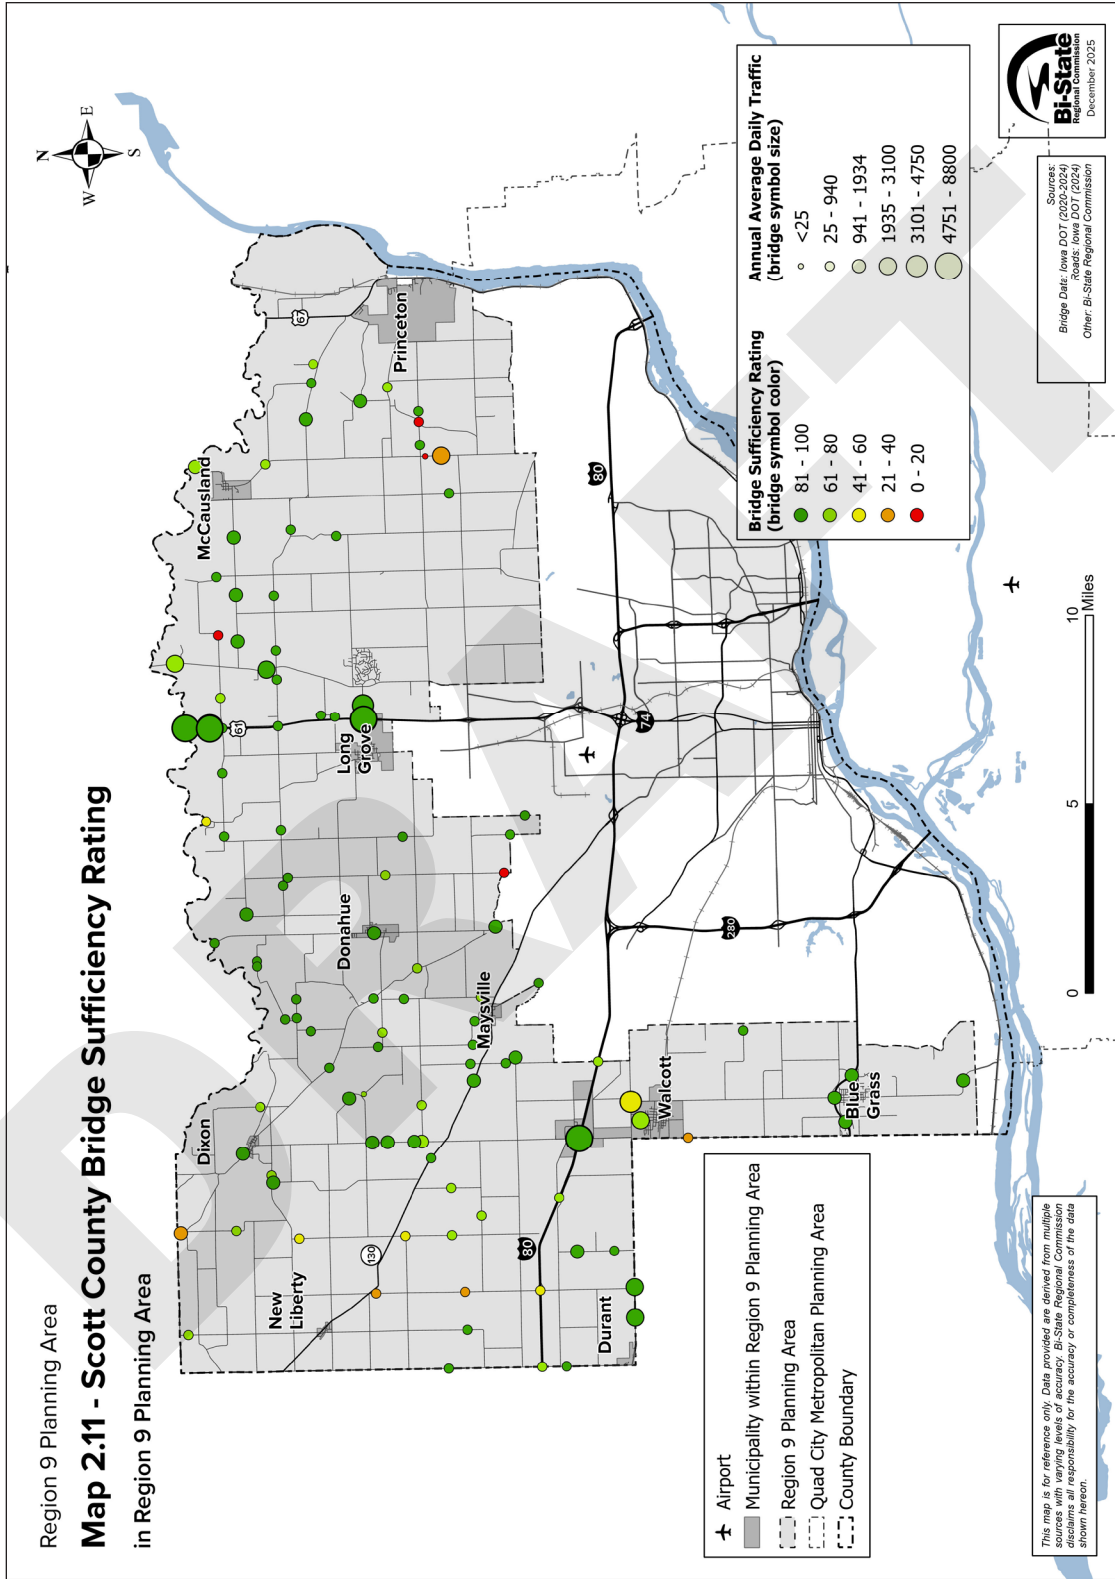 Region 9 Planning Area
Map 2.11 - Scott County Bridge Sufficiency Rating
in Region 9 Planning Area
N
W
E
S
DRAFT
McCausland
Princeton
Dixon
Donahue
Long
Grove
New
Liberty
Maysville
Durant
Walcott
Blue
Grass
67
61
130
80
80
74
280
Airport
Municipality within Region 9 Planning Area
Region 9 Planning Area
Quad City Metropolitan Planning Area
County Boundary
0
5
10
Miles
Bridge Sufficiency Rating
(bridge symbol color)
81 - 100
61 - 80
41 - 60
21 - 40
0 - 20
Annual Average Daily Traffic
(bridge symbol size)
<25
25 - 940
941 - 1934
1935 - 3100
3101 - 4750
4751 - 8800
This map is for reference only. Data provided are derived from multiple
sources with varying levels of accuracy. Bi-State Regional Commission
disclaims all responsibility for the accuracy or completeness of the data
shown hereon.
Sources:
Bridge Data: Iowa DOT (2020-2024)
Roads: Iowa DOT (2024)
Other: Bi-State Regional Commission
Bi-State
Regional Commission
December 2025